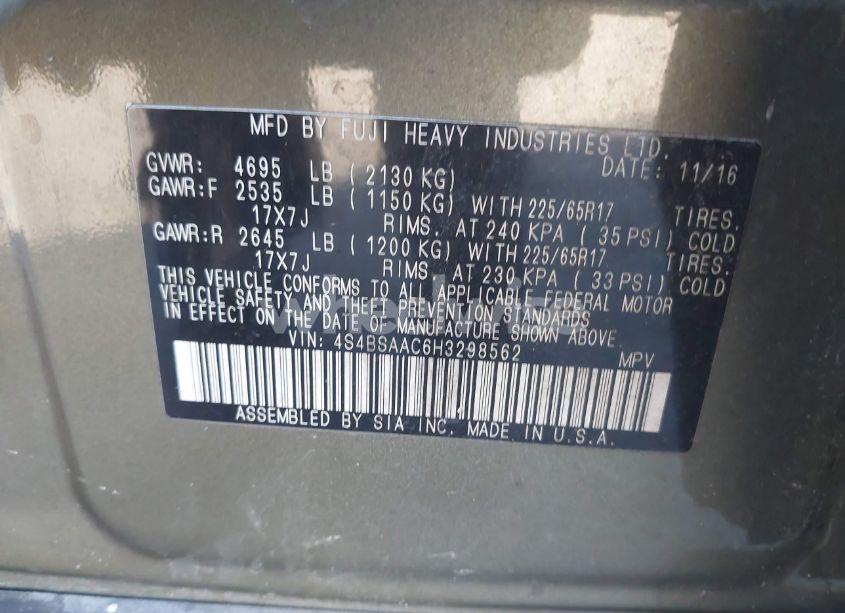 MFD BY FUJI HEAVY INDUSTRIES LTD.
DATE: 11/16
GVWR: 4695 LB ( 2130 KG)
GAWR:F 2535 LB ( 1150 KG) WITH 225/65R17 TIRES.
17X7J RIMS. AT 240 KPA ( 35 PSI) COLD
GAWR:R 2645 LB ( 1200 KG) WITH 225/65R17 TIRES.
17X7J RIMS. AT 230 KPA ( 33 PSI) COLD
THIS VEHICLE CONFORMS TO ALL APPLICABLE FEDERAL MOTOR
VEHICLE SAFETY AND THEFT PREVENTION STANDARDS
IN EFFECT ON THE DATE OF MANUFACTURE SHOWN ABOVE.
VIN: 4S4BSAAC6H3298562 MPV
ASSEMBLED BY SIA INC. MADE IN U.S.A.